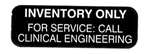 INVENTORY ONLY
FOR SERVICE: CALL
CLINICAL ENGINEERING